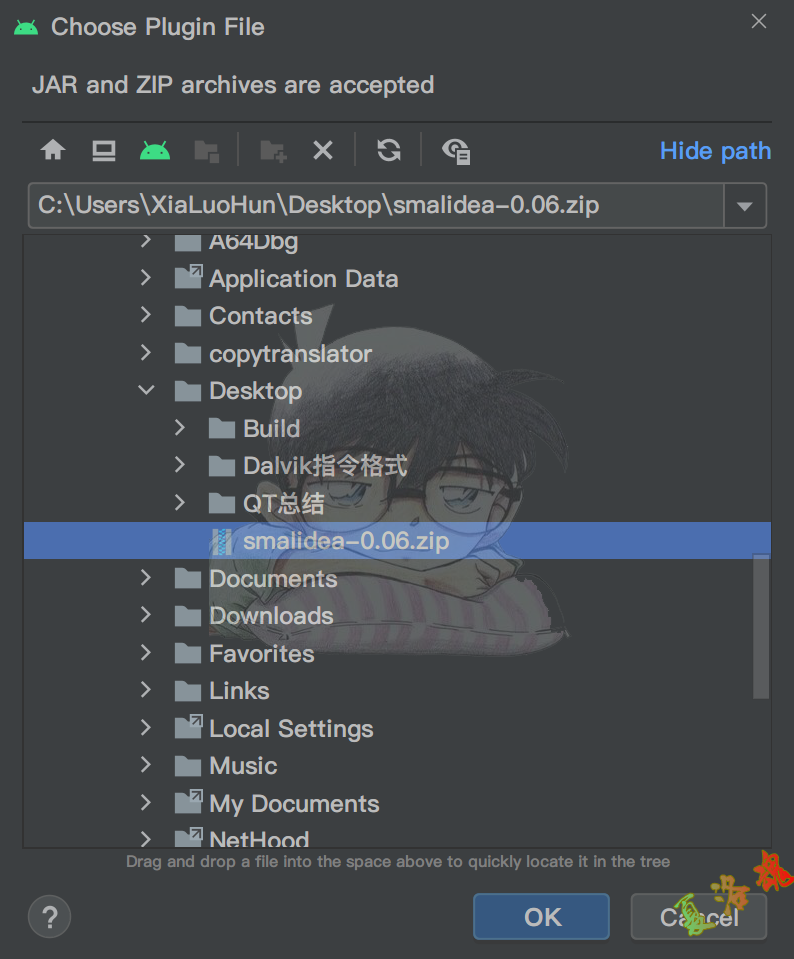 Choose Plugin File
JAR and ZIP archives are accepted
Hide path
C:\Users\XiaLuoHun\Desktop\smalidea-0.06.zip
A64Dbg
Application Data
Contacts
copytranslator
Desktop
Build
Dalvik指令格式
QT总结
smalidea-0.06.zip
Documents
Downloads
Favorites
Links
Local Settings
Music
My Documents
NetHood
Drag and drop a file into the space above to quickly locate it in the tree
?
OK
Cancel